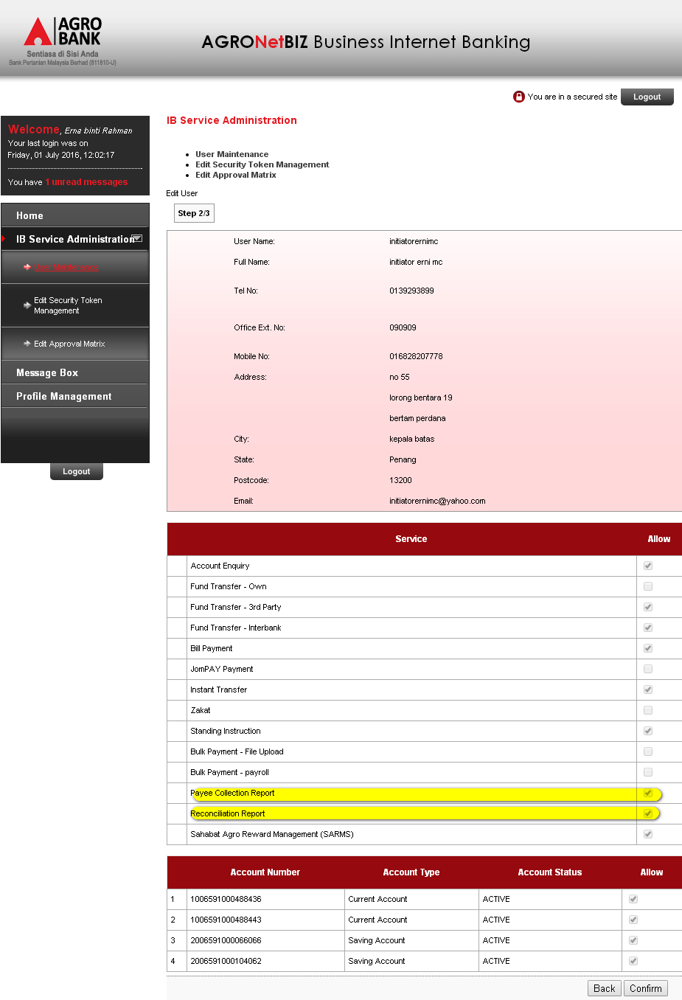 AGRO
BANK
Sentiasa di Sisi Anda
Bank Pertanian Malaysia Berhad (811810-U)
AGRONetBIZ Business Internet Banking
You are in a secured site
Logout
Welcome, Erna binti Rahman
Your last login was on
Friday, 01 July 2016, 12:02:17
You have 1 unread messages
Home
IB Service Administration
User Maintenance
Edit Security Token
Management
Edit Approval Matrix
Message Box
Profile Management
Logout
IB Service Administration
User Maintenance
Edit Security Token Management
Edit Approval Matrix
Edit User
Step 2/3
User Name: initiatorernimc
Full Name: initiator erni mc
Tel No: 0139293899
Office Ext. No: 090909
Mobile No: 016828207778
Address: no 55
lorong bentara 19
bertam perdana
City: kepala batas
State: Penang
Postcode: 13200
Email: initiatorernimc@yahoo.com
Service Allow
Account Enquiry
Fund Transfer - Own
Fund Transfer - 3rd Party
Fund Transfer - Interbank
Bill Payment
JomPAY Payment
Instant Transfer
Zakat
Standing Instruction
Bulk Payment - File Upload
Bulk Payment - payroll
Payee Collection Report
Reconciliation Report
Sahabat Agro Reward Management (SARMS)
Account Number Account Type Account Status Allow
1 1006591000488436 Current Account ACTIVE
2 1006591000488443 Current Account ACTIVE
3 2006591000066066 Saving Account ACTIVE
4 2006591000104062 Saving Account ACTIVE
Back Confirm